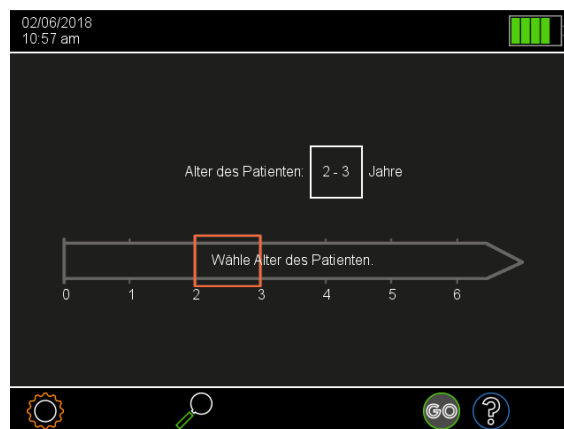 02/06/2018
10:57 am
Alter des Patienten: 2 - 3 Jahre
Wähle Alter des Patienten.
0 1 2 3 4 5 6
GO ?